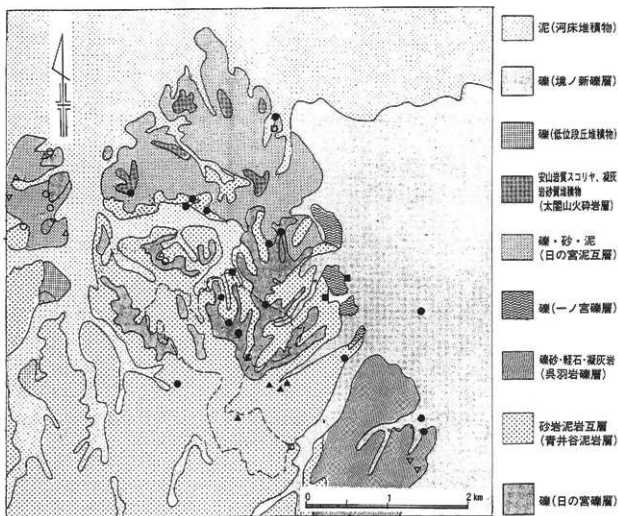 泥(河床堆積物)
礫(境ノ新礫層)
礫(低位段丘堆積物)
安山岩質スコリヤ、凝灰
岩砂質堆積物
(太閤山火砕岩層)
礫・砂・泥
(日の宮泥互層)
礫(一ノ宮礫層)
礫砂・軽石・凝灰岩
(呉羽岩礫層)
砂岩泥岩互層
(青井谷泥岩層)
礫(日の宮礫層)
0 2 km